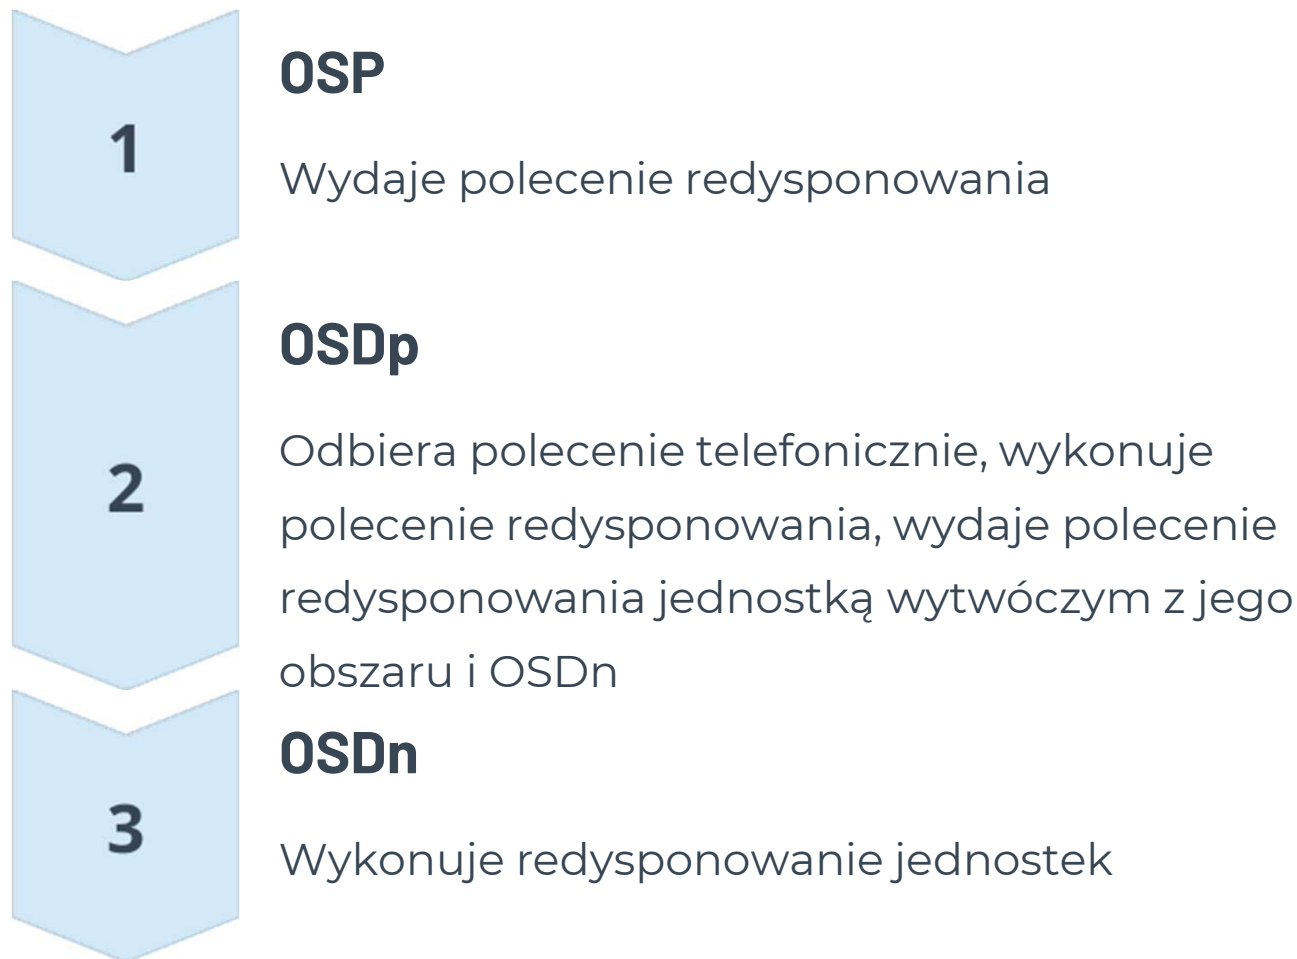 1
OSP
Wydaje polecenie redysponowania
2
OSDp
Odbiera polecenie telefonicznie, wykonuje
polecenie redysponowania, wydaje polecenie
redysponowania jednostką wytwóczym z jego
obszaru i OSDn
3
OSDn
Wykonuje redysponowanie jednostek